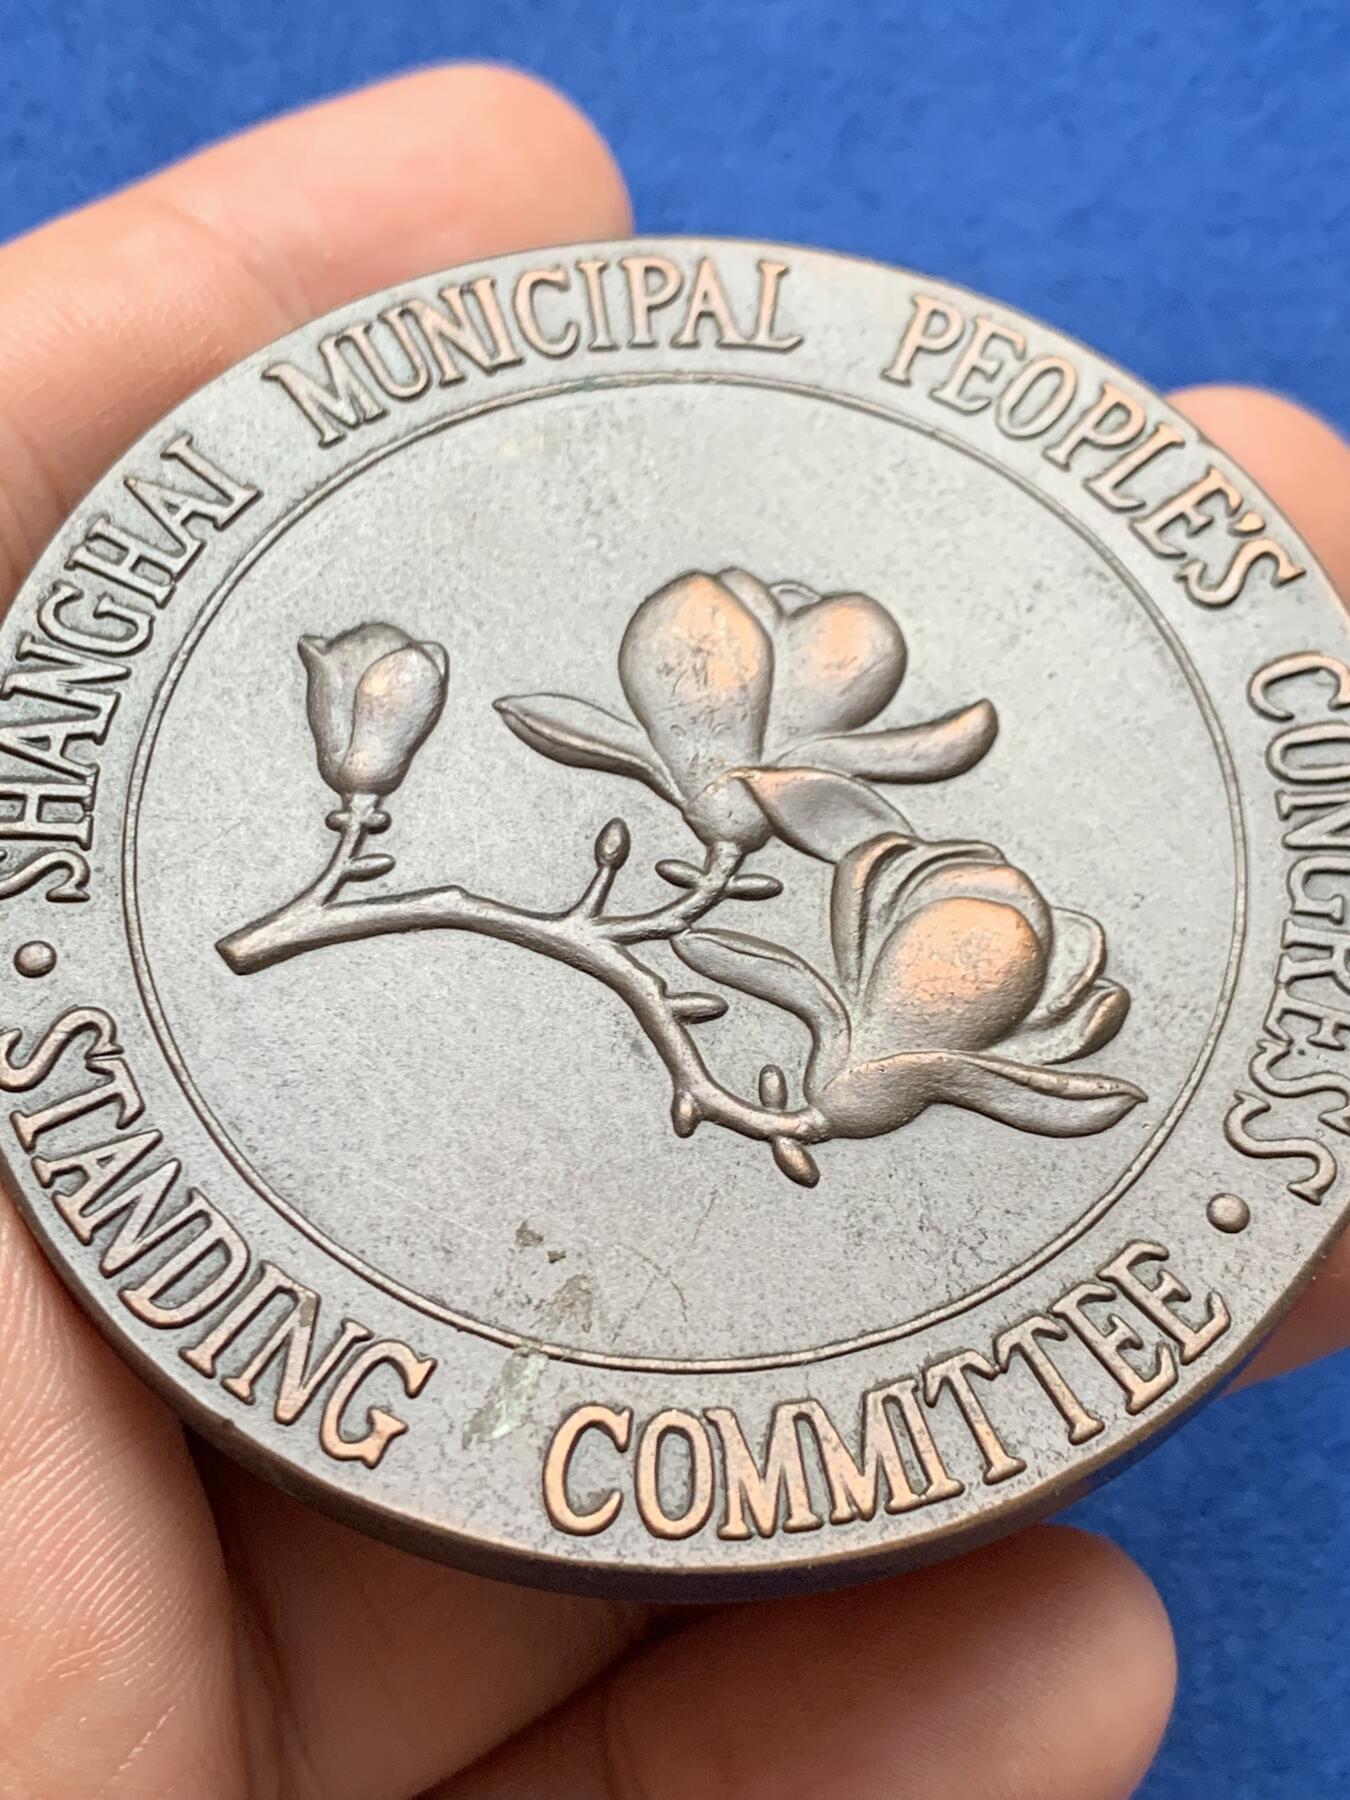 SHANGHAI MUNICIPAL PEOPLE'S CONGRESS
• STANDING COMMITTEE •